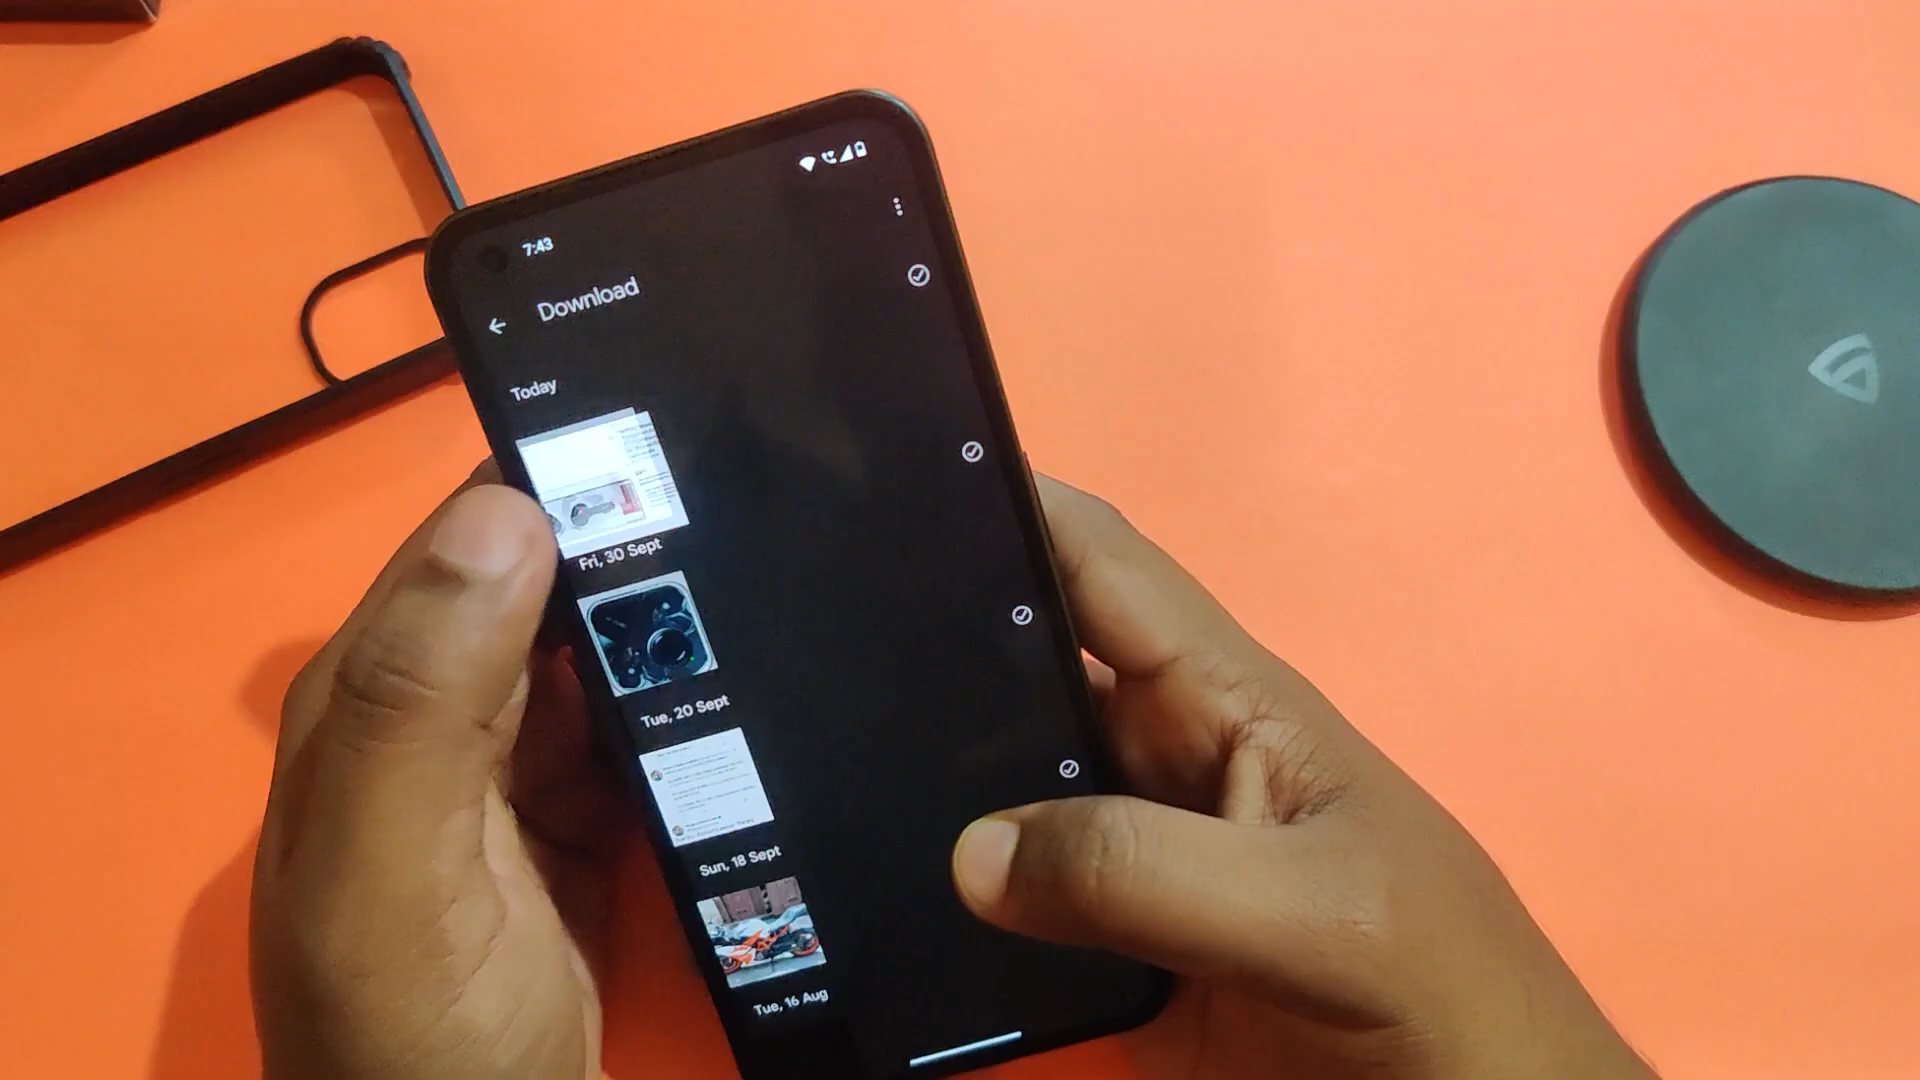 7:43
Download
Today
Fri, 30 Sept
Tue, 20 Sept
Sun, 18 Sept
Tue, 16 Aug